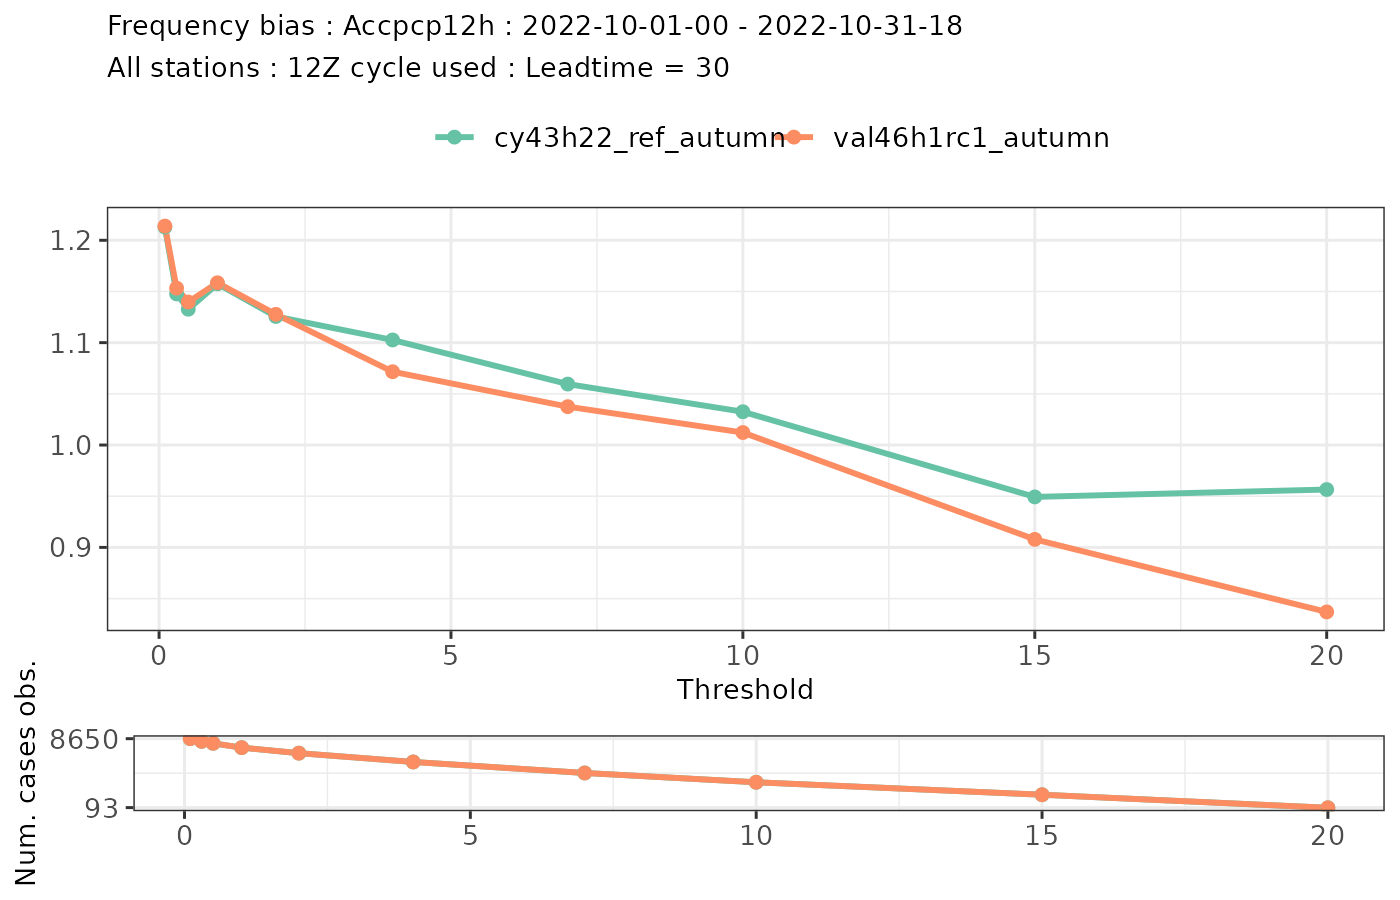 Frequency bias : Accpcp12h : 2022-10-01-00 - 2022-10-31-18
All stations : 12Z cycle used : Leadtime = 30
cy43h22_ref_autumn val46h1rc1_autumn
1.2
1.1
1.0
0.9
0 5 10 15 20
Threshold
Num. cases obs.
8650
93
0 5 10 15 20